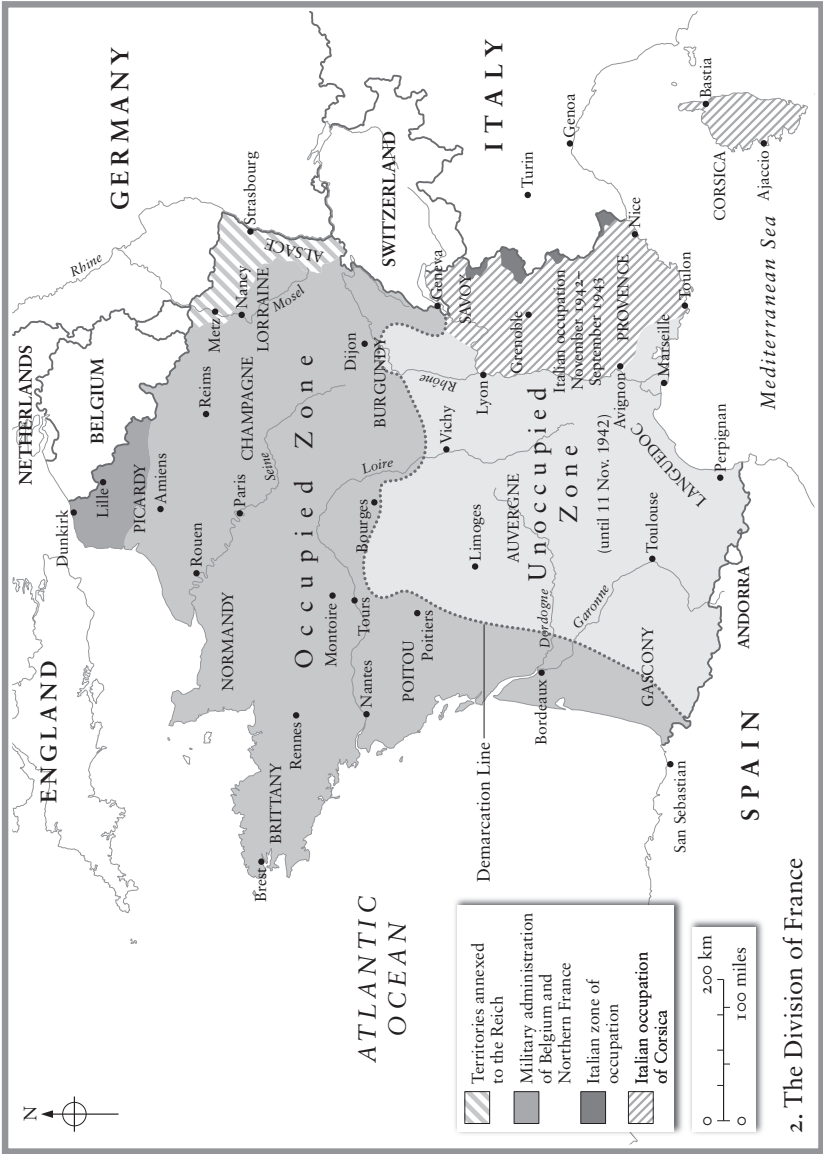 N
ENGLAND
NETHERLANDS
BELGIUM
GERMANY
Dunkirk
Lille
Rhine
PICARDY
Amiens
Rouen
Reims
Metz
Nancy
LORRAINE
Mosel
Strasbourg
ALSACE
NORMANDY
Paris
CHAMPAGNE
Seine
Brest
BRITTANY
Rennes
Occupied Zone
Montoire
Tours
Nantes
Loire
Bourges
Dijon
BURGUNDY
SWITZERLAND
Geneva
ATLANTIC
OCEAN
POITOU
Poitiers
Vichy
Demarcation Line
Limoges
AUVERGNE
Lyon
Rhône
SAVOY
Grenoble
ITALY
Turin
Genoa
Unoccupied
Zone
(until 11 Nov. 1942)
Italian occupation
November 1942–
September 1943
Bordeaux
Dordogne
Garonne
GASCONY
Toulouse
LANGUEDOC
Avignon
PROVENCE
Nice
Marseille
Toulon
Perpignan
San Sebastian
SPAIN
ANDORRA
Mediterranean Sea
CORSICA
Bastia
Ajaccio
Territories annexed
to the Reich
Military administration
of Belgium and
Northern France
Italian zone of
occupation
Italian occupation
of Corsica
0 200 km
0 100 miles
2. The Division of France